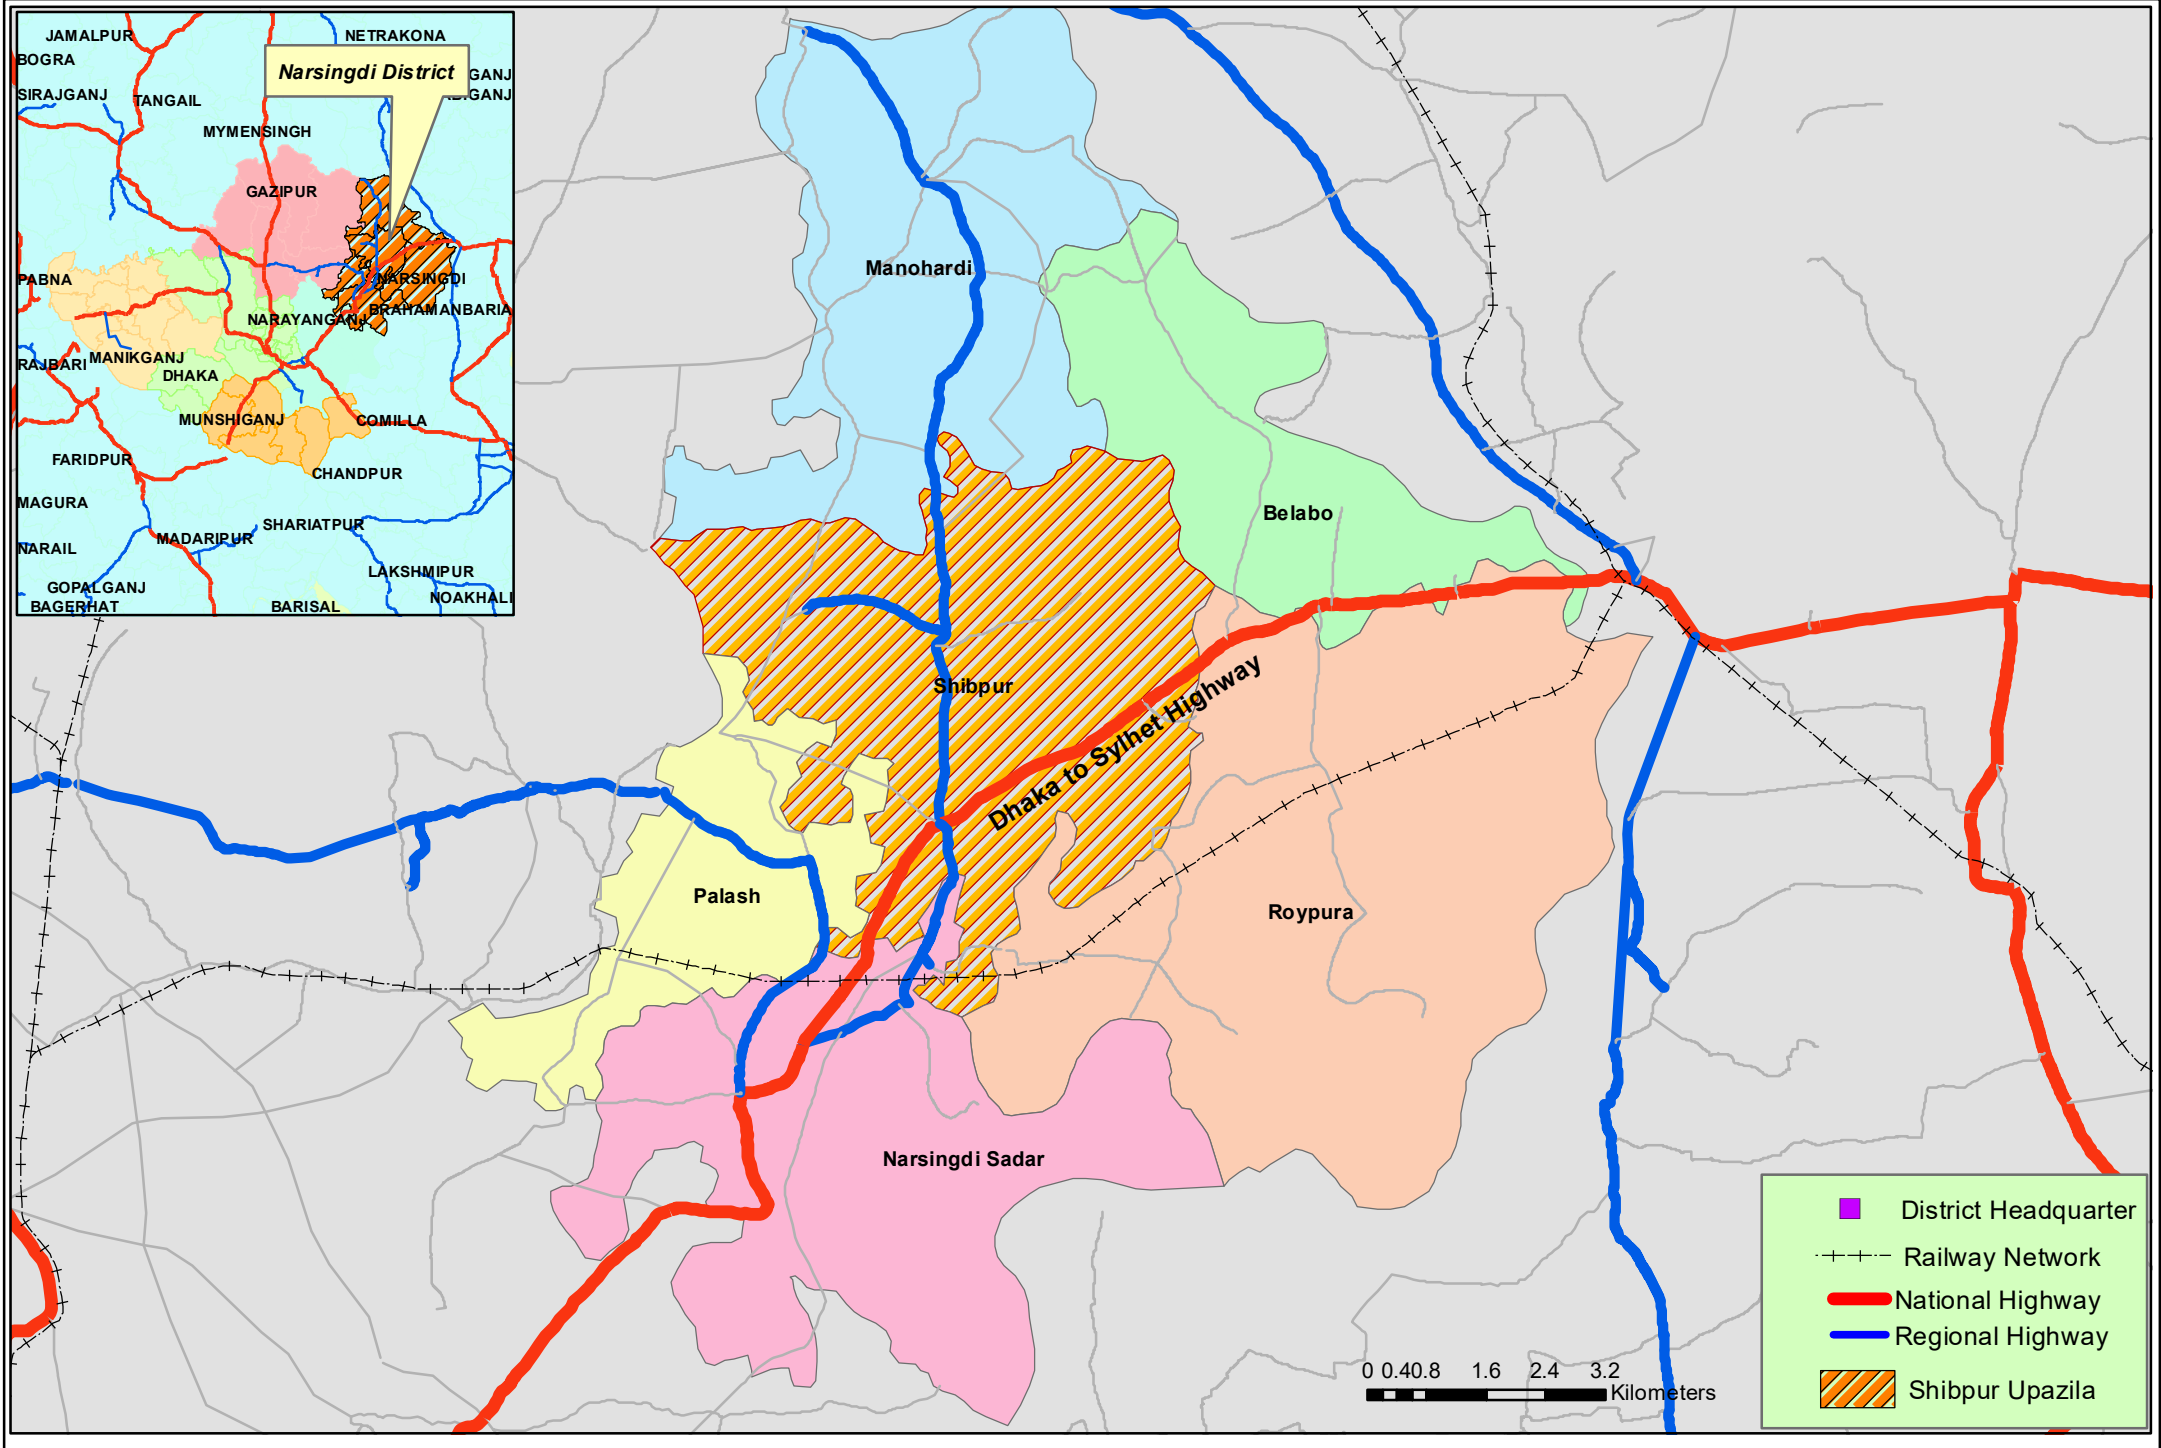 JAMALPUR
NETRAKONA
BOGRA
Narsingdi District
GANJ
SIRAJGANJ
TANGAIL
GANJ
MYMENSINGH
GAZIPUR
PABNA
NARSINGDI
NARAYANGANJ
BRAHAMANBARIA
MANIKGANJ
RAJBARI
DHAKA
MUNSHIGANJ
COMILLA
FARIDPUR
CHANDPUR
MAGURA
SHARIATPUR
MADARIPUR
NARAIL
LAKSHMIPUR
GOPALGANJ
NOAKHALI
BAGERHAT
BARISAL
Manohardi
Belabo
Shibpur
Dhaka to Sylhet Highway
Palash
Roypura
Narsingdi Sadar
District Headquarter
Railway Network
National Highway
Regional Highway
Shibpur Upazila
0 0.40.8 1.6 2.4 3.2
Kilometers